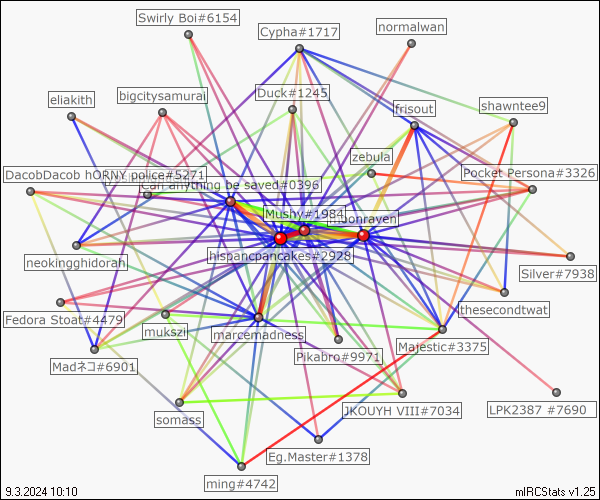 Swirly Boi#6154
normalwan
Cypha#1717
eliakith
bigcitysamurai
Duck#1245
frisout
shawntee9
zebula
DacobDacob hORNY police#5271
Pocket Persona#3326
Can anything be saved#0396
Mushy#1984
Jonrayen
neokingghidorah
hispancpancakes#2928
Silver#7938
Fedora Stoat#4479
mukszi
marcemadness
thesecondtwat
Madネコ#6901
Pikabro#9971
Majestic#3375
somass
JKOUYH VIII#7034
LPK2387 #7690
Eg.Master#1378
ming#4742
9.3.2024 10:10
mIRCStats v1.25